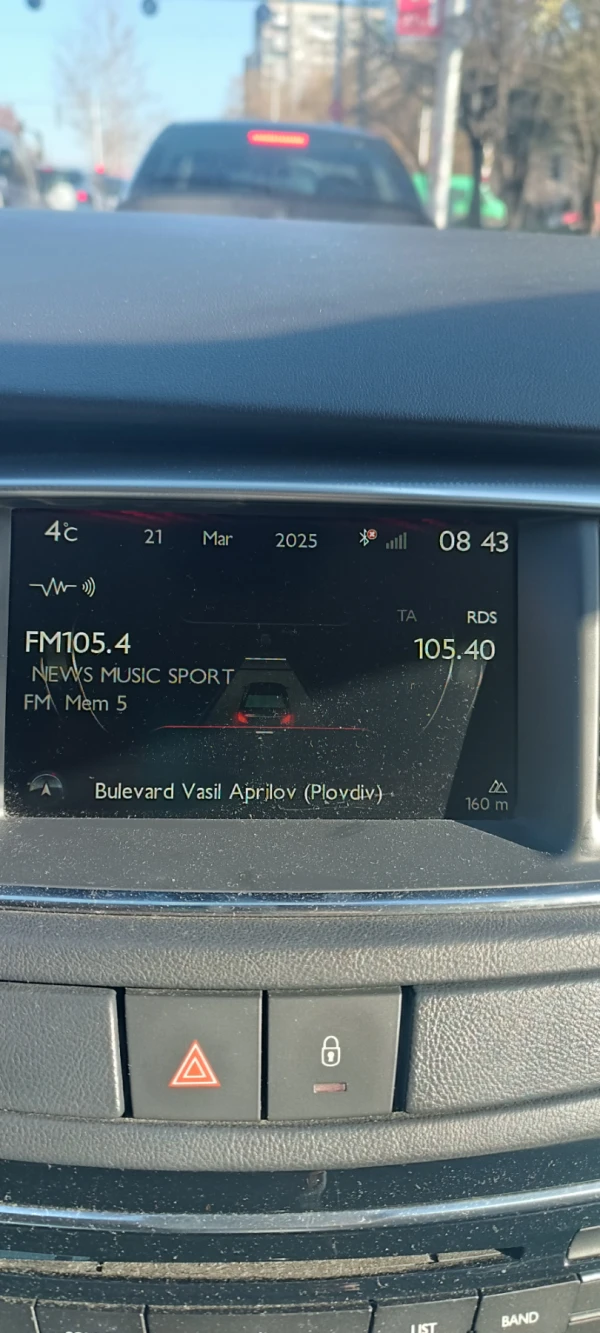 4°C 21 Mar 2025 08 43
TA RDS
FM105.4 105.40
NEWS MUSIC SPORT
FM Mem 5
Bulevard Vasil Aprilov (Plovdiv)
160 m
LIST BAND